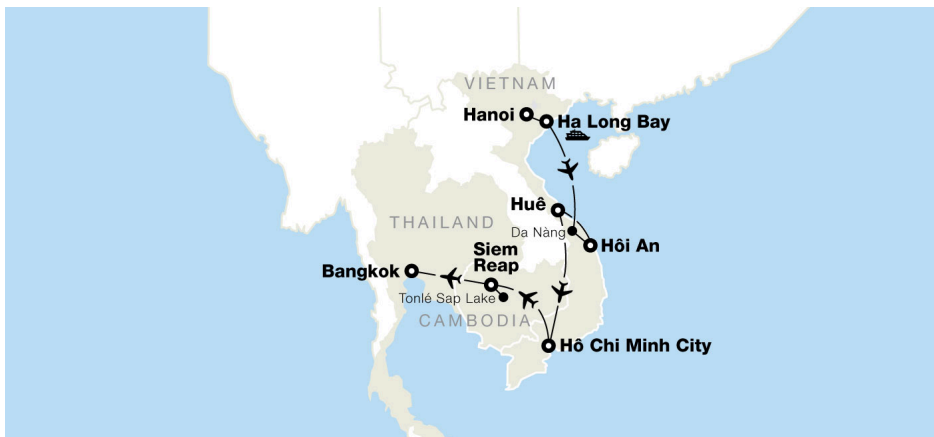 VIETNAM
Hanoi
Ha Long Bay
Huê
THAILAND
Da Nàng
Hôi An
Siem
Reap
Bangkok
Tonlé Sap Lake
CAMBODIA
Hô Chi Minh City